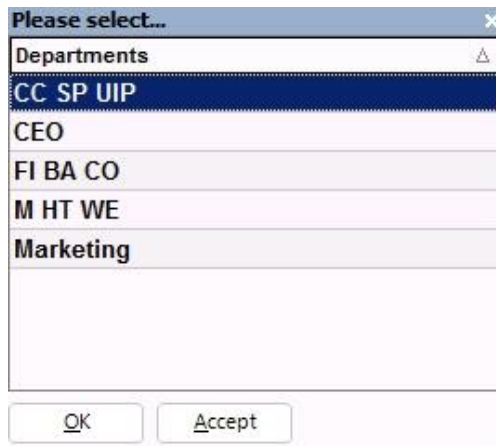 Please select...
Departments
CC SP UIP
CEO
FI BA CO
M HT WE
Marketing
OK
Accept